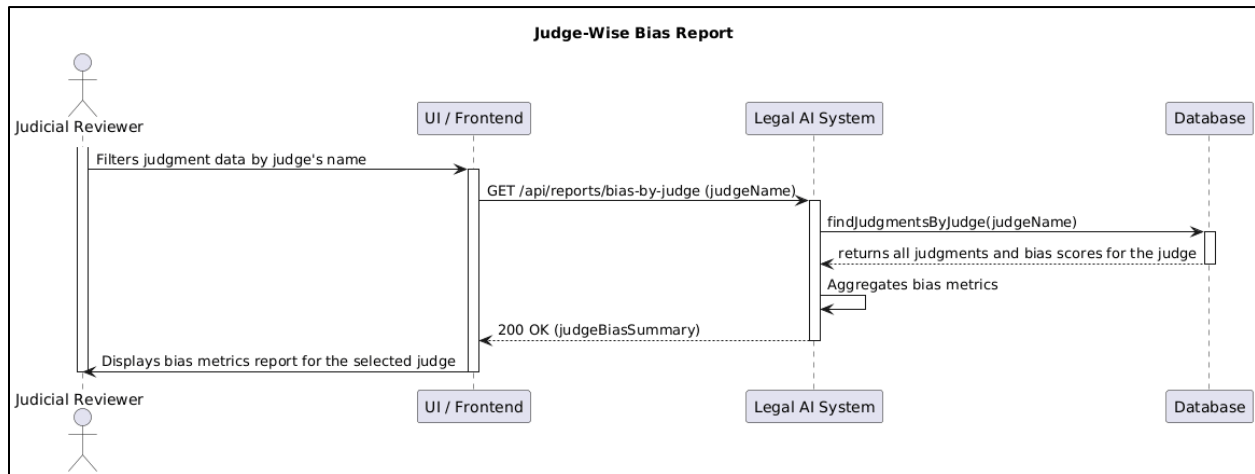 Judge-Wise Bias Report
Judicial Reviewer
UI / Frontend
Legal AI System
Database
Filters judgment data by judge's name
GET /api/reports/bias-by-judge (judgeName)
findJudgmentsByJudge(judgeName)
returns all judgments and bias scores for the judge
Aggregates bias metrics
200 OK (judgeBiasSummary)
Displays bias metrics report for the selected judge
Judicial Reviewer
UI / Frontend
Legal AI System
Database